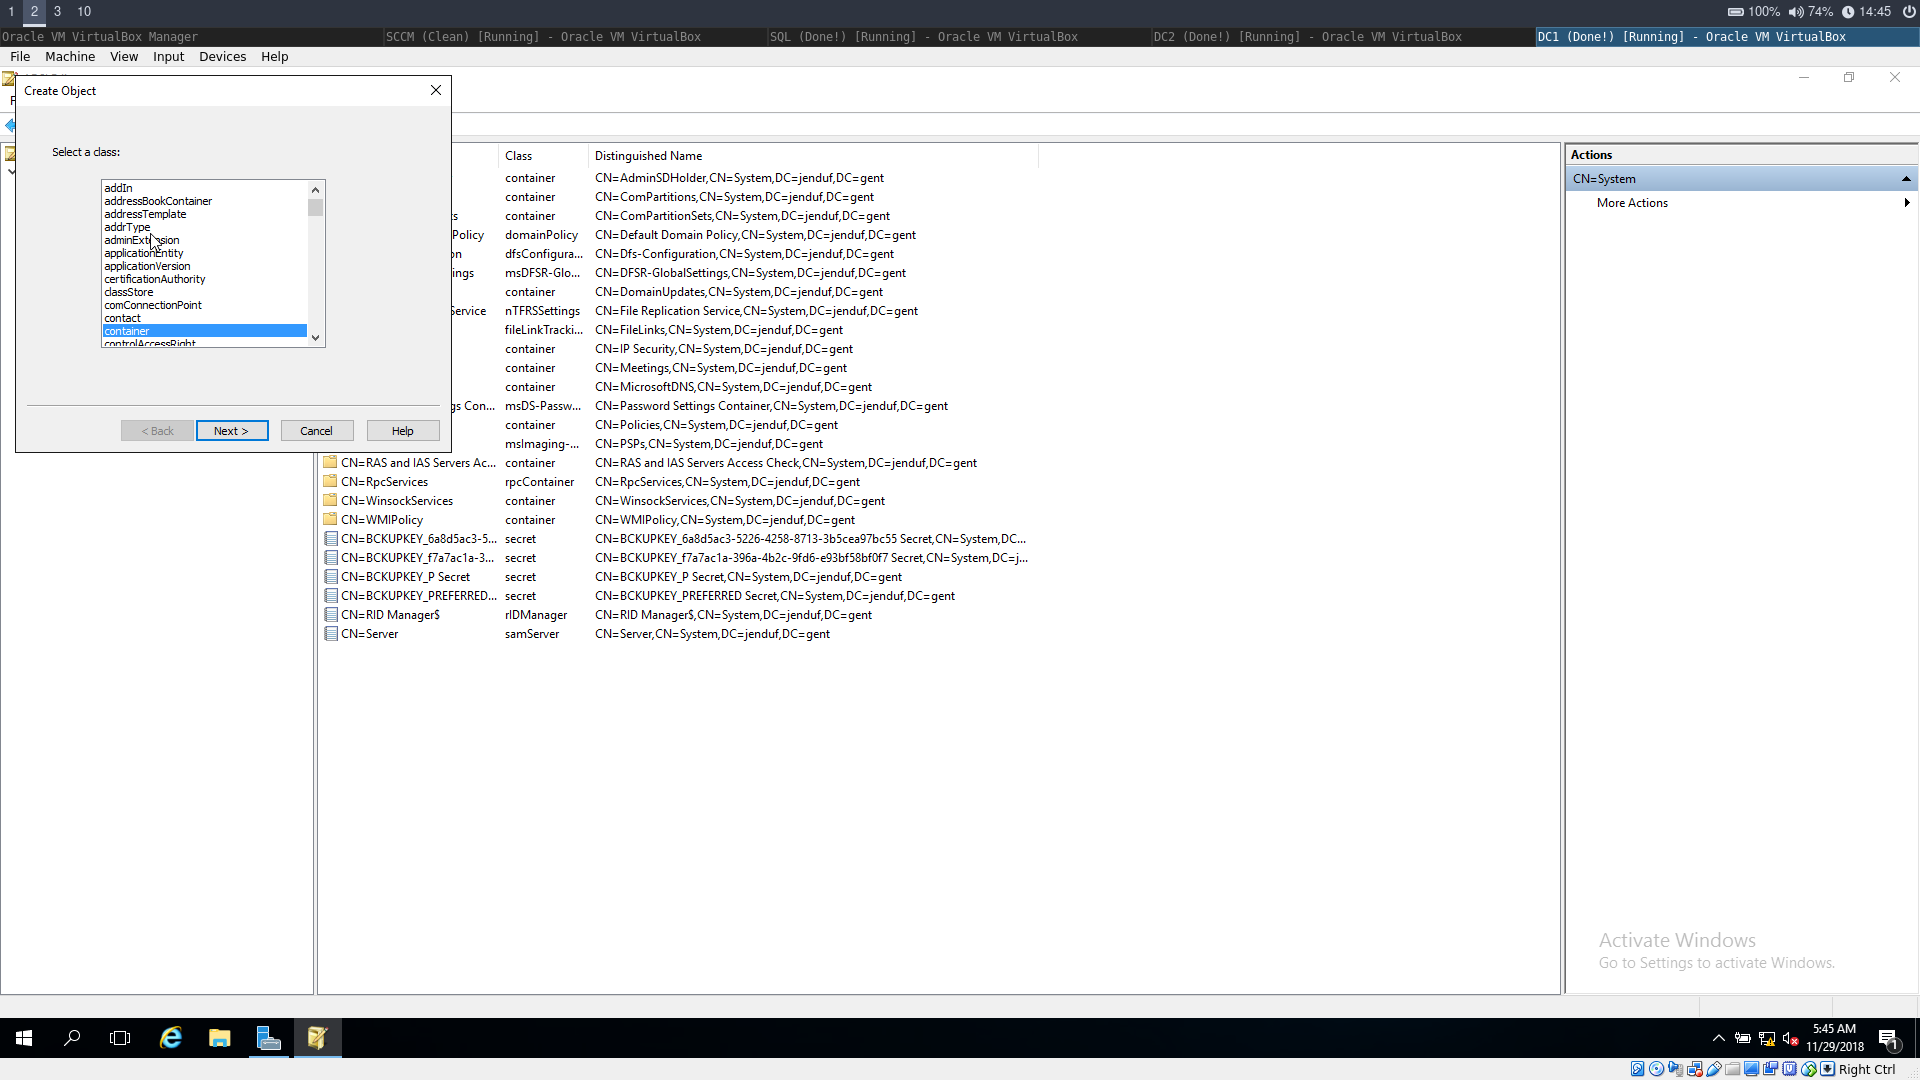 1 2 3 10 100% 74% 14:45
Oracle VM VirtualBox Manager SCCM (Clean) [Running] - Oracle VM VirtualBox SQL (Done!) [Running] - Oracle VM VirtualBox DC2 (Done!) [Running] - Oracle VM VirtualBox DC1 (Done!) [Running] - Oracle VM VirtualBox
File Machine View Input Devices Help
Create Object
Select a class:
addIn
addressBookContainer
addressTemplate
addrType
adminExtension
applicationEntity
applicationVersion
certificationAuthority
classStore
comConnectionPoint
contact
container
controlAccessRight
< Back Next > Cancel Help
Class Distinguished Name
container CN=AdminSDHolder,CN=System,DC=jenduf,DC=gent
container CN=ComPartitions,CN=System,DC=jenduf,DC=gent
ts container CN=ComPartitionSets,CN=System,DC=jenduf,DC=gent
Policy domainPolicy CN=Default Domain Policy,CN=System,DC=jenduf,DC=gent
on dfsConfigura... CN=Dfs-Configuration,CN=System,DC=jenduf,DC=gent
ings msDFSR-Glo... CN=DFSR-GlobalSettings,CN=System,DC=jenduf,DC=gent
container CN=DomainUpdates,CN=System,DC=jenduf,DC=gent
Service nTFRSSettings CN=File Replication Service,CN=System,DC=jenduf,DC=gent
fileLinkTracki... CN=FileLinks,CN=System,DC=jenduf,DC=gent
container CN=IP Security,CN=System,DC=jenduf,DC=gent
container CN=Meetings,CN=System,DC=jenduf,DC=gent
container CN=MicrosoftDNS,CN=System,DC=jenduf,DC=gent
gs Con... msDS-Passw... CN=Password Settings Container,CN=System,DC=jenduf,DC=gent
container CN=Policies,CN=System,DC=jenduf,DC=gent
msImaging-... CN=PSPs,CN=System,DC=jenduf,DC=gent
CN=RAS and IAS Servers Ac... container CN=RAS and IAS Servers Access Check,CN=System,DC=jenduf,DC=gent
CN=RpcServices rpcContainer CN=RpcServices,CN=System,DC=jenduf,DC=gent
CN=WinsockServices container CN=WinsockServices,CN=System,DC=jenduf,DC=gent
CN=WMIPolicy container CN=WMIPolicy,CN=System,DC=jenduf,DC=gent
CN=BCKUPKEY_6a8d5ac3-5... secret CN=BCKUPKEY_6a8d5ac3-5226-4258-8713-3b5cea97bc55 Secret,CN=System,DC...
CN=BCKUPKEY_f7a7ac1a-3... secret CN=BCKUPKEY_f7a7ac1a-396a-4b2c-9fd6-e93bf58bf0f7 Secret,CN=System,DC=j...
CN=BCKUPKEY_P Secret secret CN=BCKUPKEY_P Secret,CN=System,DC=jenduf,DC=gent
CN=BCKUPKEY_PREFERRED... secret CN=BCKUPKEY_PREFERRED Secret,CN=System,DC=jenduf,DC=gent
CN=RID Manager$ rIDManager CN=RID Manager$,CN=System,DC=jenduf,DC=gent
CN=Server samServer CN=Server,CN=System,DC=jenduf,DC=gent
Actions
CN=System
More Actions
Activate Windows
Go to Settings to activate Windows.
5:45 AM
11/29/2018
1
Right Ctrl